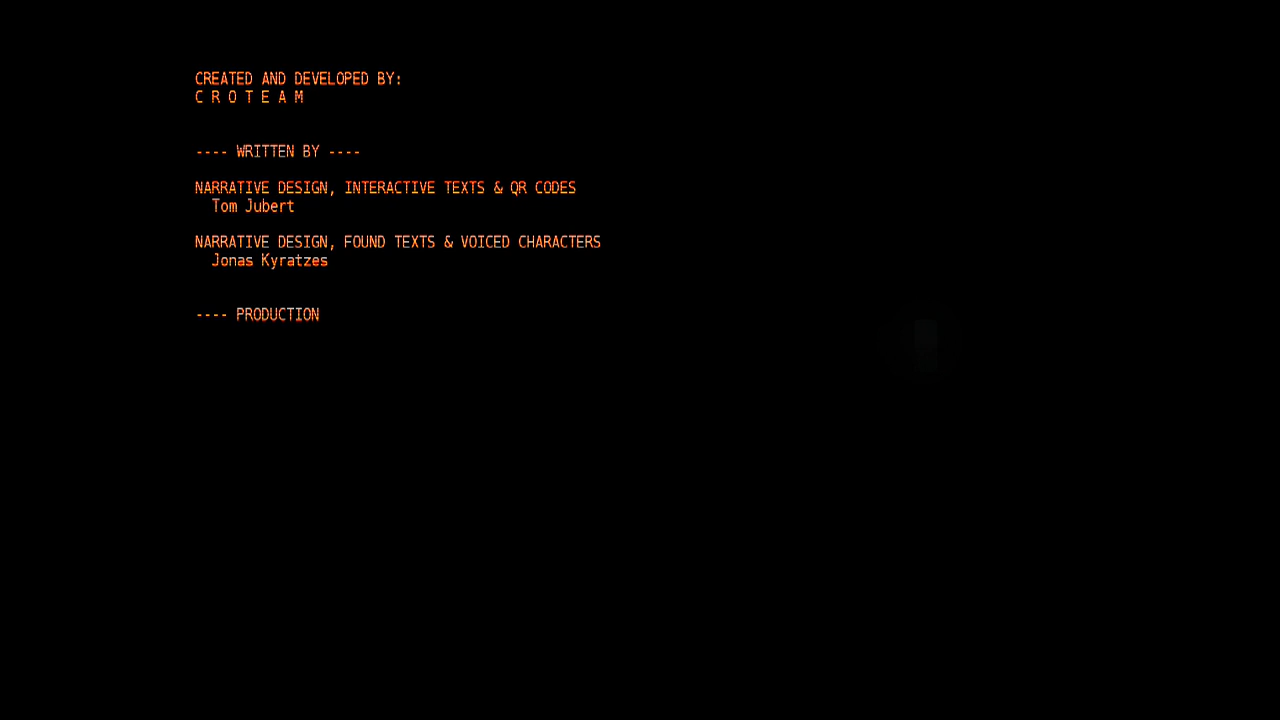 CREATED AND DEVELOPED BY:
C R O T E A M
---- WRITTEN BY ----
NARRATIVE DESIGN, INTERACTIVE TEXTS & QR CODES
Tom Jubert
NARRATIVE DESIGN, FOUND TEXTS & VOICED CHARACTERS
Jonas Kyratzes
---- PRODUCTION